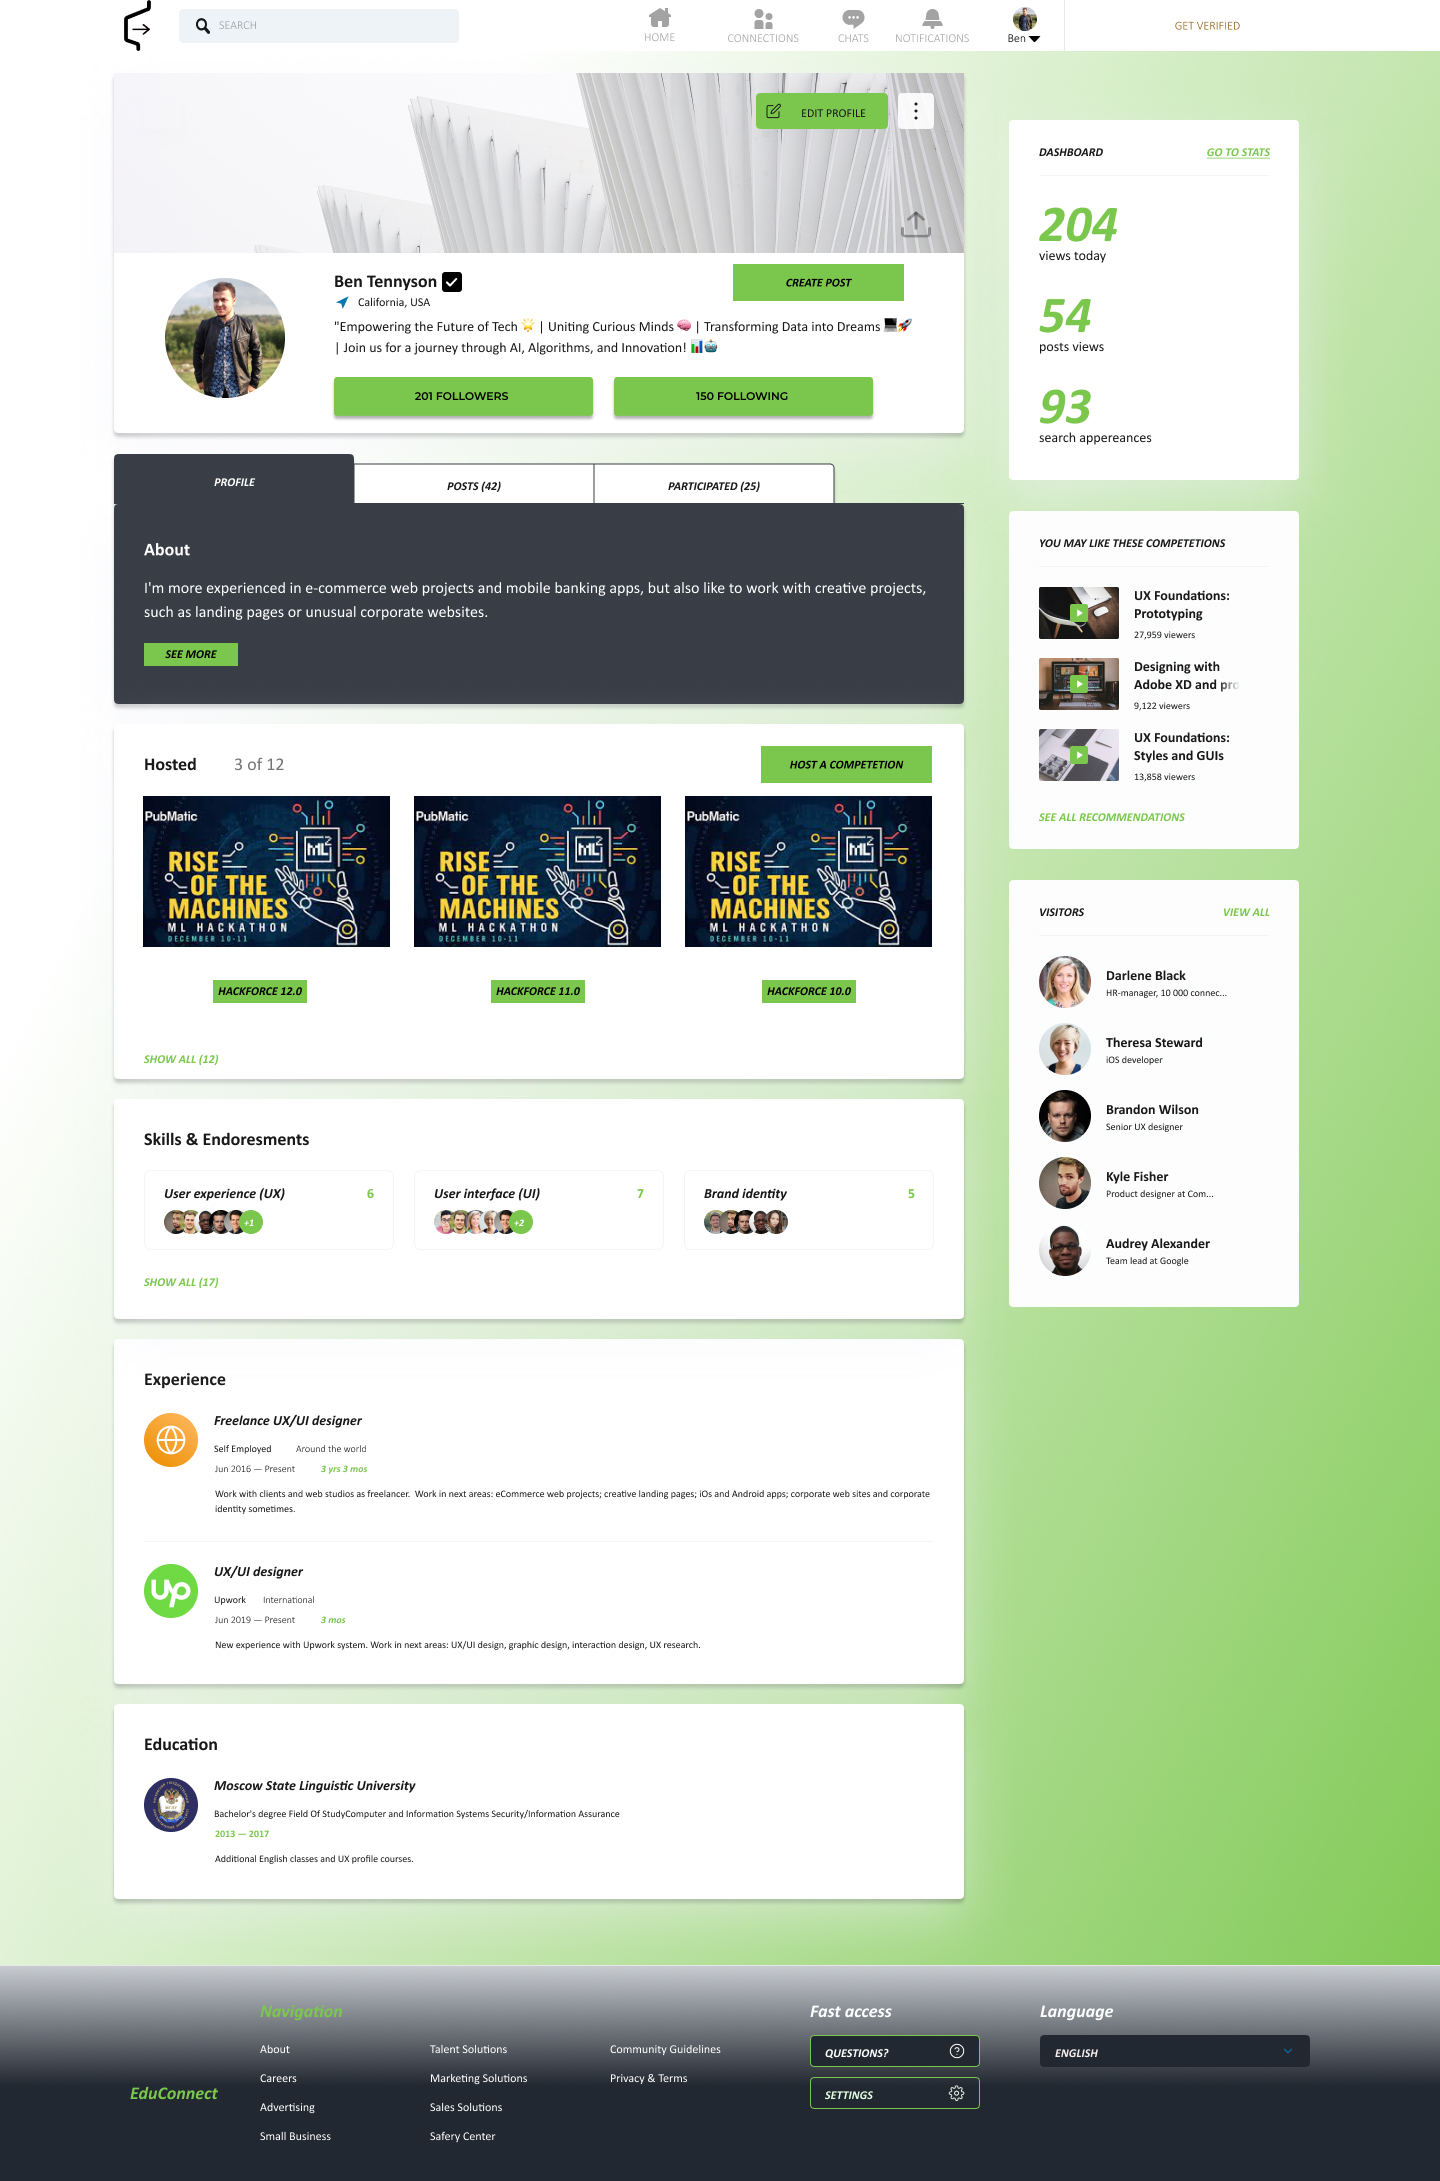 SEARCH
HOME
CONNECTIONS
CHATS
NOTIFICATIONS
Ben
GET VERIFIED
EDIT PROFILE
Ben Tennyson
California, USA
CREATE POST
"Empowering the Future of Tech 🌟 | Uniting Curious Minds 🧠 | Transforming Data into Dreams 💻🚀
| Join us for a journey through AI, Algorithms, and Innovation! 📊🤖
201 FOLLOWERS
150 FOLLOWING
DASHBOARD
GO TO STATS
204
views today
54
posts views
93
search appereances
PROFILE
POSTS (42)
PARTICIPATED (25)
About
I'm more experienced in e-commerce web projects and mobile banking apps, but also like to work with creative projects,
such as landing pages or unusual corporate websites.
SEE MORE
YOU MAY LIKE THESE COMPETETIONS
UX Foundations:
Prototyping
27,959 viewers
Designing with
Adobe XD and pro
9,122 viewers
UX Foundations:
Styles and GUIs
13,858 viewers
SEE ALL RECOMMENDATIONS
Hosted
3 of 12
HOST A COMPETETION
PubMatic
ML²
RISE
OF THE
MACHINES
ML HACKATHON
DECEMBER 10-11
PubMatic
ML²
RISE
OF THE
MACHINES
ML HACKATHON
DECEMBER 10-11
PubMatic
ML²
RISE
OF THE
MACHINES
ML HACKATHON
DECEMBER 10-11
HACKFORCE 12.0
HACKFORCE 11.0
HACKFORCE 10.0
SHOW ALL (12)
VISITORS
VIEW ALL
Darlene Black
HR-manager, 10 000 connec...
Theresa Steward
iOS developer
Brandon Wilson
Senior UX designer
Kyle Fisher
Product designer at Com...
Audrey Alexander
Team lead at Google
Skills & Endoresments
User experience (UX)
6
+1
User interface (UI)
7
+2
Brand identity
5
SHOW ALL (17)
Experience
Freelance UX/UI designer
Self Employed
Around the world
Jun 2016 — Present
3 yrs 3 mos
Work with clients and web studios as freelancer. Work in next areas: eCommerce web projects; creative landing pages; iOs and Android apps; corporate web sites and corporate
identity sometimes.
Up
UX/UI designer
Upwork
International
Jun 2019 — Present
3 mos
New experience with Upwork system. Work in next areas: UX/UI design, graphic design, interaction design, UX research.
Education
Moscow State Linguistic University
Bachelor's degree Field Of StudyComputer and Information Systems Security/Information Assurance
2013 — 2017
Additional English classes and UX profile courses.
EduConnect
Navigation
About
Careers
Advertising
Small Business
Talent Solutions
Marketing Solutions
Sales Solutions
Safery Center
Community Guidelines
Privacy & Terms
Fast access
QUESTIONS?
SETTINGS
Language
ENGLISH